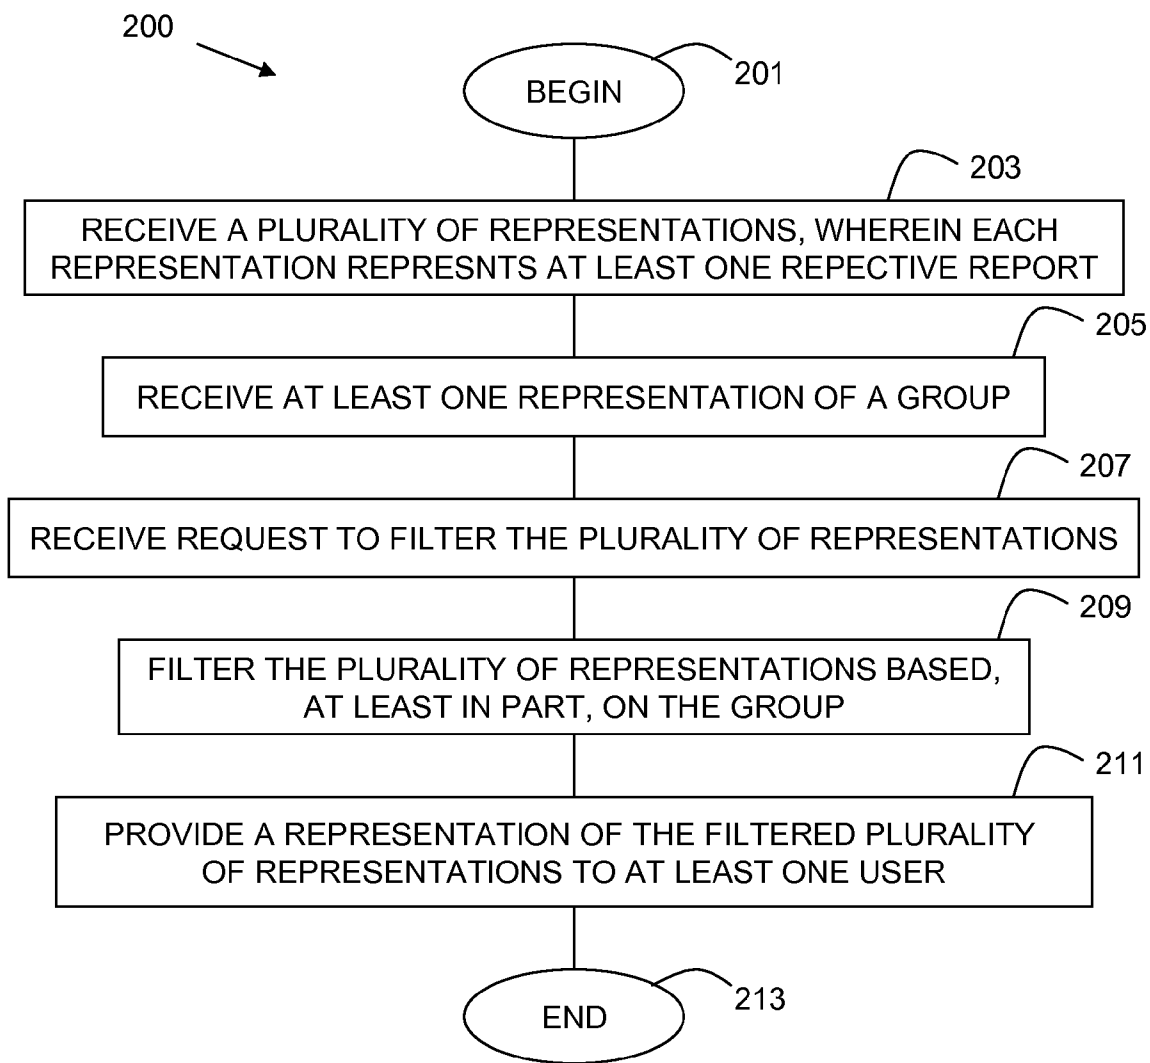 200
BEGIN
201
203
RECEIVE A PLURALITY OF REPRESENTATIONS, WHEREIN EACH
REPRESENTATION REPRESNTS AT LEAST ONE REPECTIVE REPORT
205
RECEIVE AT LEAST ONE REPRESENTATION OF A GROUP
207
RECEIVE REQUEST TO FILTER THE PLURALITY OF REPRESENTATIONS
209
FILTER THE PLURALITY OF REPRESENTATIONS BASED,
AT LEAST IN PART, ON THE GROUP
211
PROVIDE A REPRESENTATION OF THE FILTERED PLURALITY
OF REPRESENTATIONS TO AT LEAST ONE USER
END
213